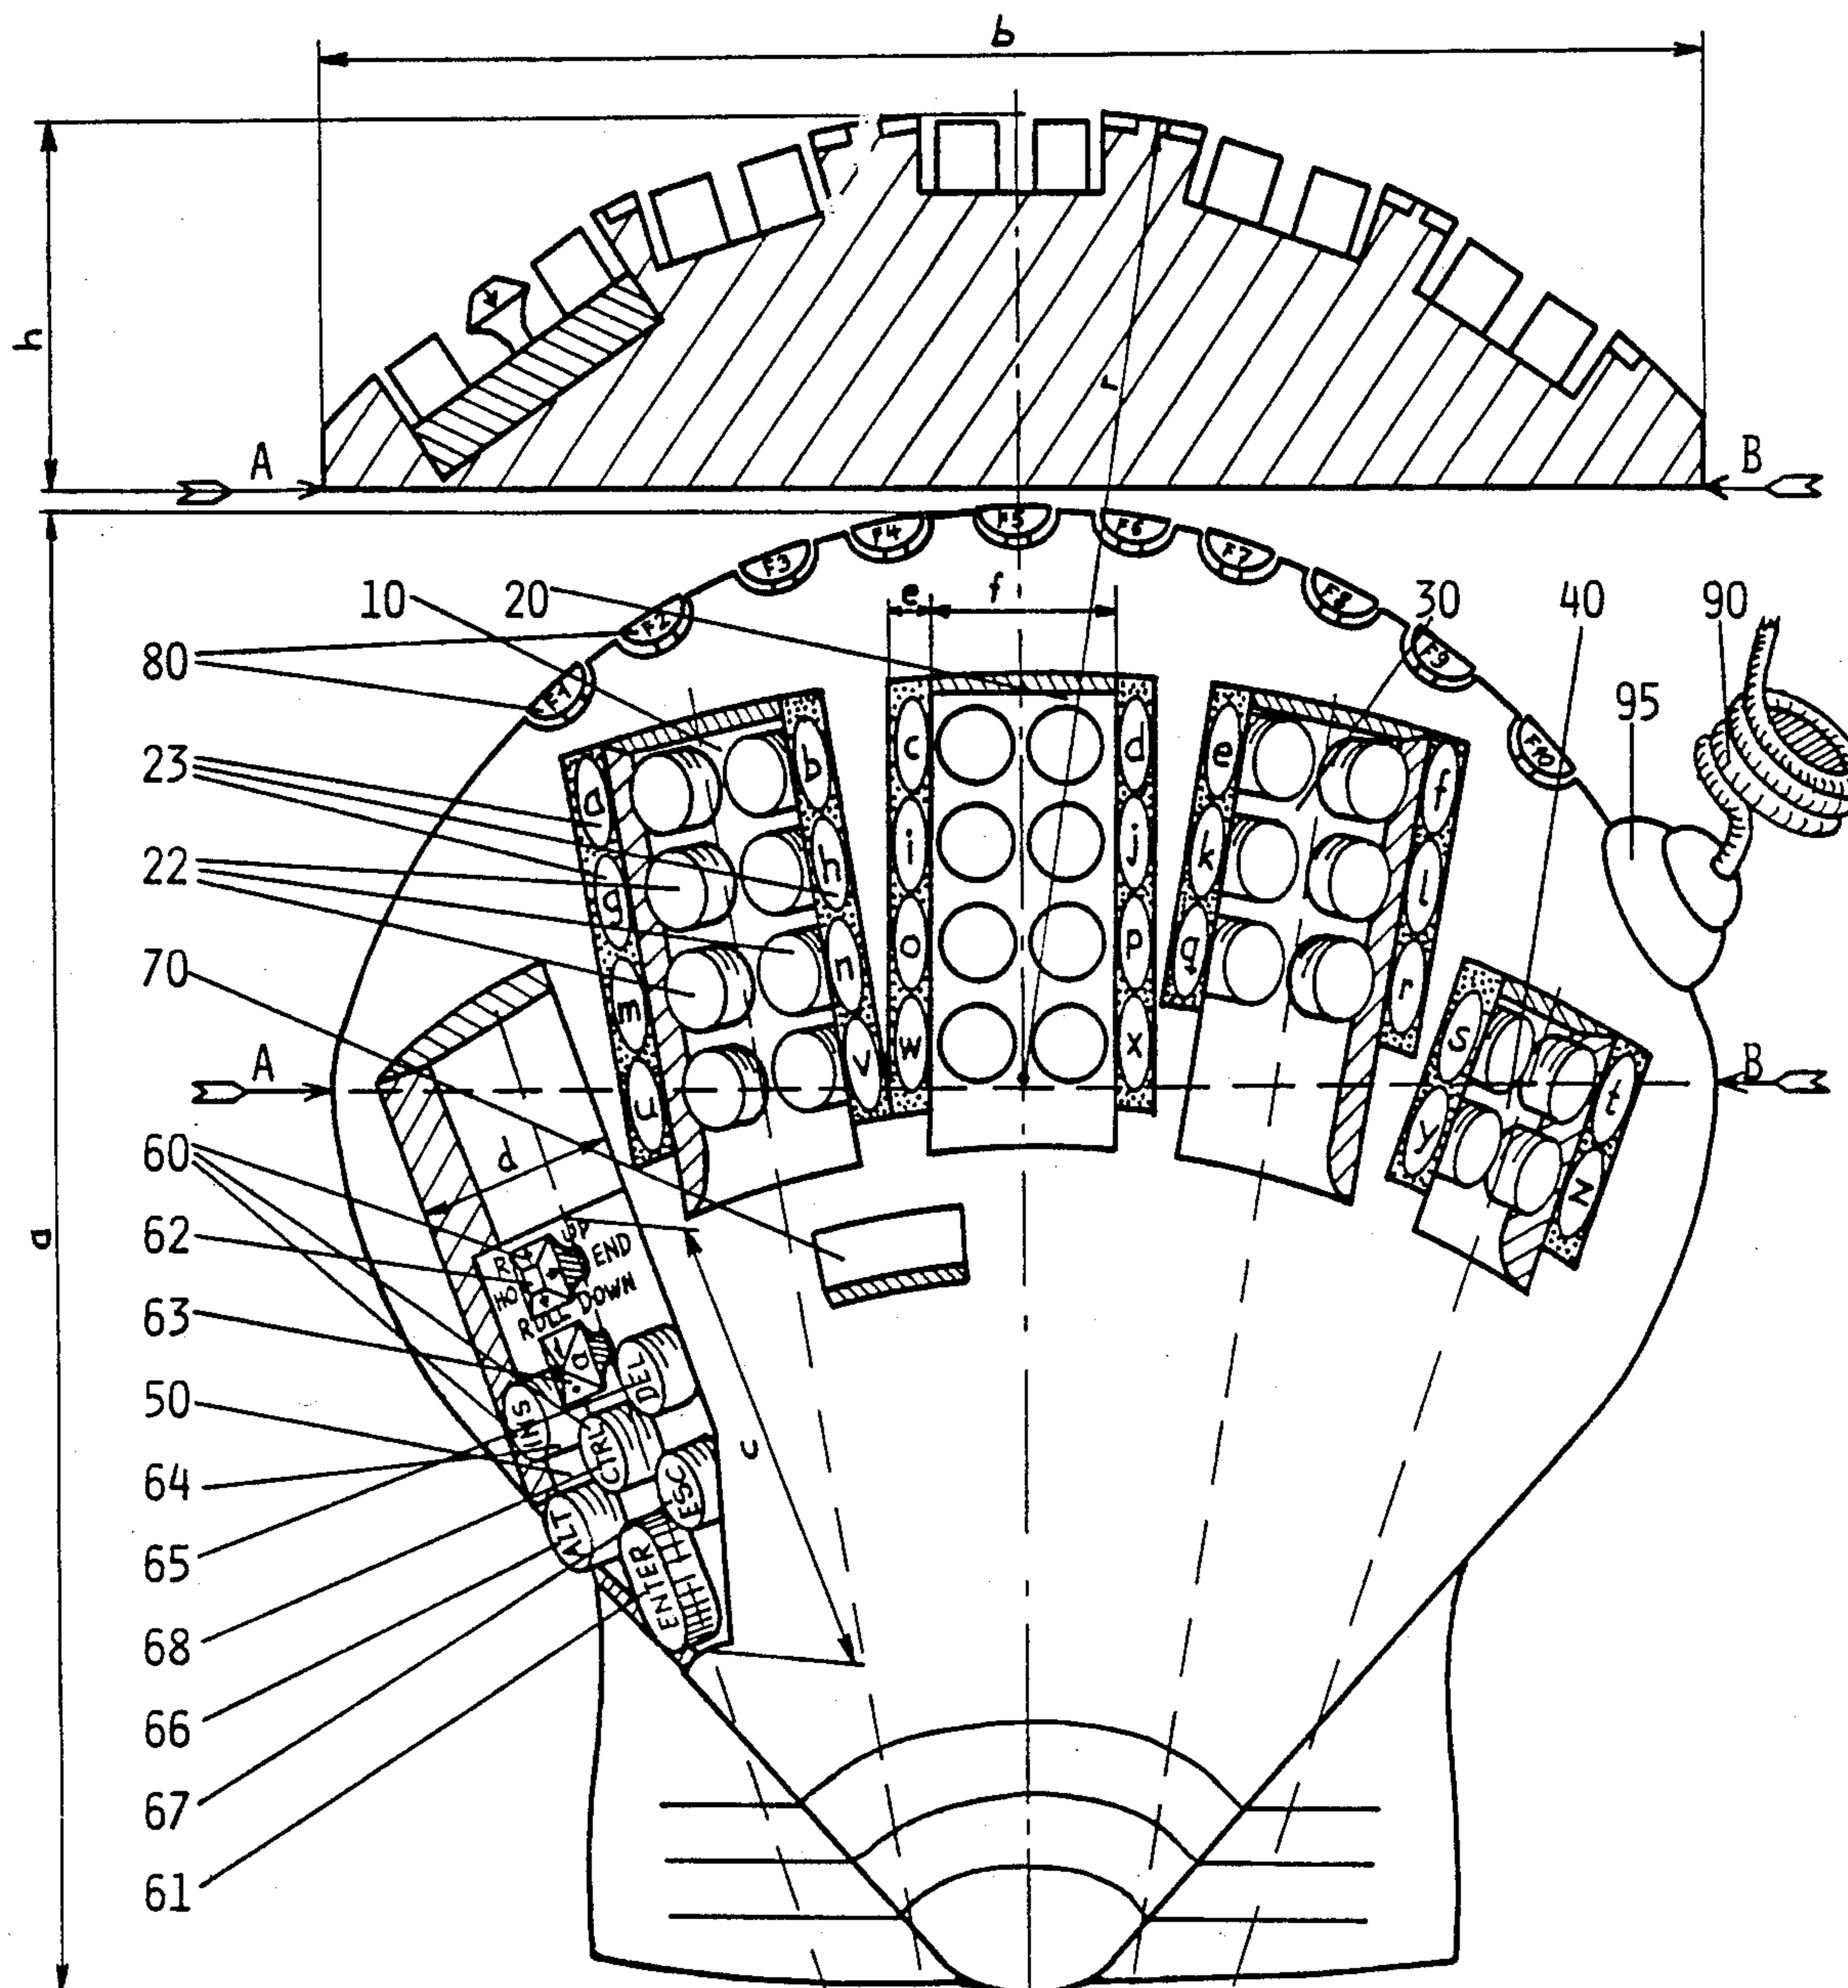 b
h
r
A
B
F1
F2
F3
F4
F5
F6
F7
F8
F9
F10
10
20
e
f
30
40
90
80
95
23
22
70
a
g
m
u
b
h
n
v
c
i
o
w
d
j
p
x
e
k
q
f
l
r
s
y
t
z
A
B
d
a
60
62
63
50
64
65
68
66
67
61
UP
END
DOWN
INS
DEL
CTRL
ESC
ALT
ENTER
c